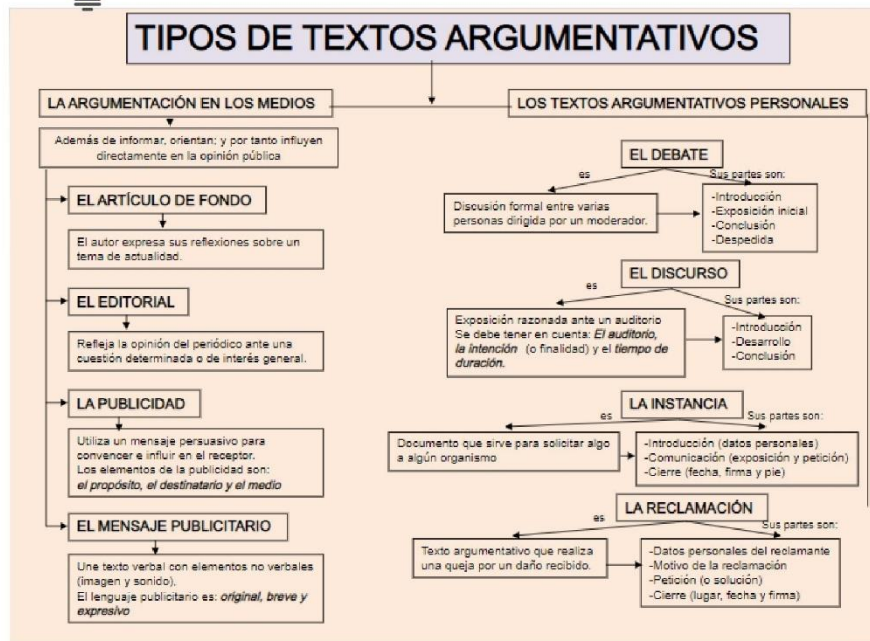 TIPOS DE TEXTOS ARGUMENTATIVOS
LA ARGUMENTACIÓN EN LOS MEDIOS
Además de informar, orientan; y por tanto influyen
directamente en la opinión pública
EL ARTÍCULO DE FONDO
El autor expresa sus reflexiones sobre un
tema de actualidad.
EL EDITORIAL
Refleja la opinión del periódico ante una
cuestión determinada o de interés general.
LA PUBLICIDAD
Utiliza un mensaje persuasivo para
convencer e influir en el receptor.
Los elementos de la publicidad son:
el propósito, el destinatario y el medio
EL MENSAJE PUBLICITARIO
Une texto verbal con elementos no verbales
(imagen y sonido).
El lenguaje publicitario es: original, breve y
expresivo
LOS TEXTOS ARGUMENTATIVOS PERSONALES
EL DEBATE
es
Sus partes son:
Discusión formal entre varias
personas dirigida por un moderador.
-Introducción
-Exposición inicial
-Conclusión
-Despedida
EL DISCURSO
es
Sus partes son:
Exposición razonada ante un auditorio
Se debe tener en cuenta: El auditorio,
la intención (o finalidad) y el tiempo de
duración.
-Introducción
-Desarrollo
-Conclusión
LA INSTANCIA
es
Sus partes son:
Documento que sirve para solicitar algo
a algún organismo
-Introducción (datos personales)
-Comunicación (exposición y petición)
-Cierre (fecha, firma y pie)
LA RECLAMACIÓN
es
Sus partes son:
Texto argumentativo que realiza
una queja por un daño recibido.
-Datos personales del reclamante
-Motivo de la reclamación
-Petición (o solución)
-Cierre (lugar, fecha y firma)